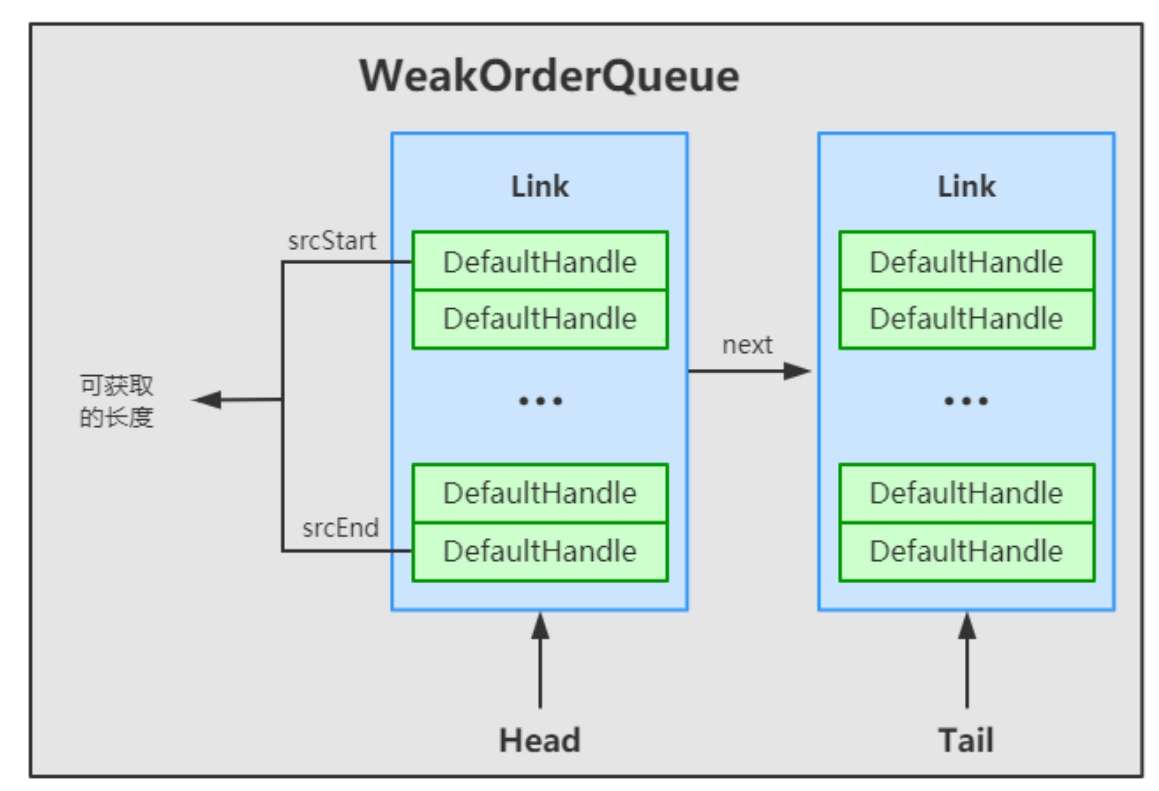 WeakOrderQueue
Link
Link
srcStart
DefaultHandle
DefaultHandle
DefaultHandle
DefaultHandle
next
可获取
的长度
...
...
DefaultHandle
DefaultHandle
srcEnd
DefaultHandle
DefaultHandle
Head
Tail